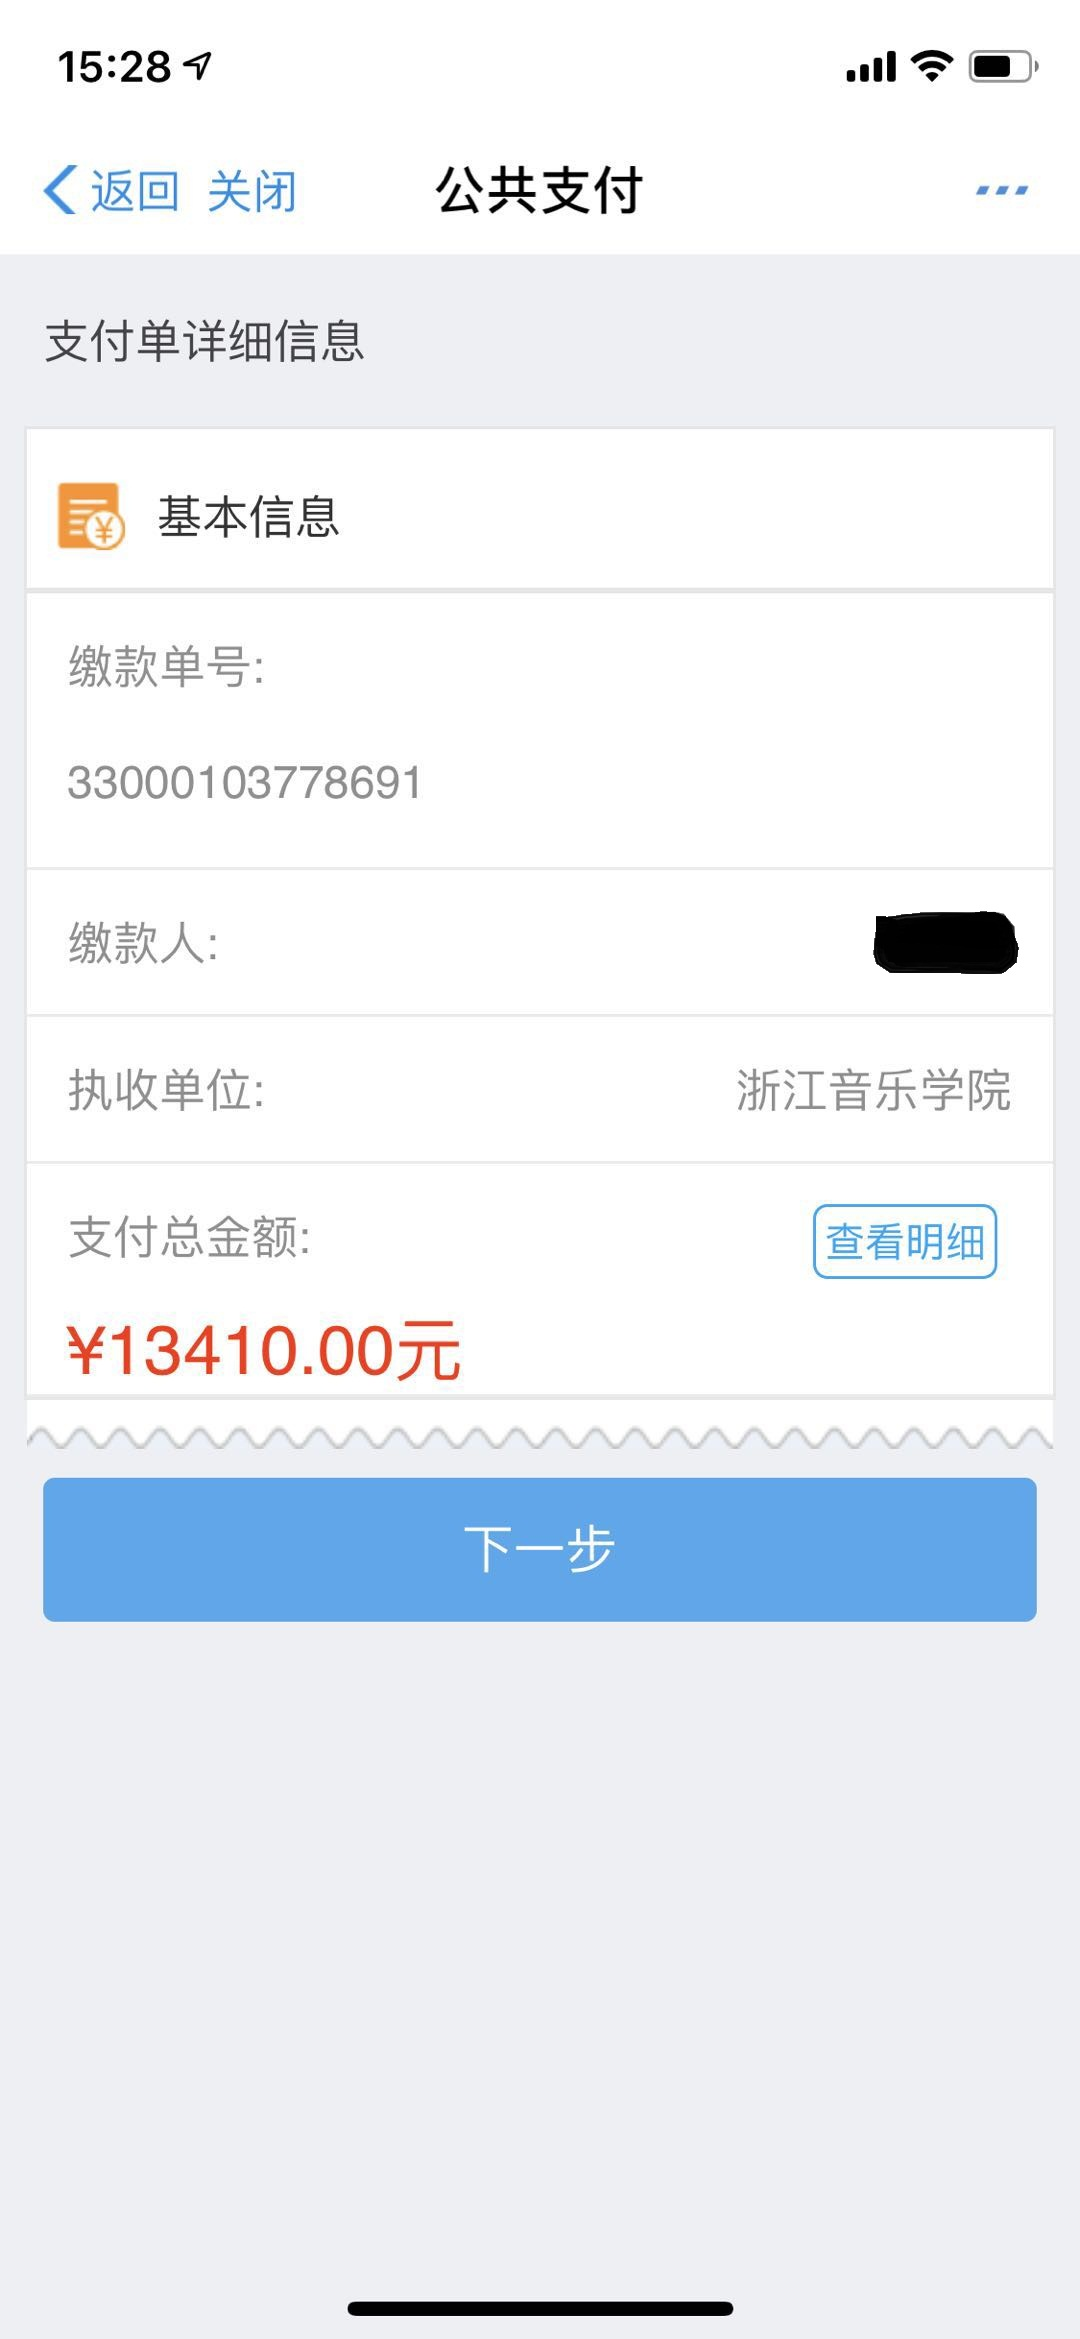 15:28
返回 关闭 公共支付
支付单详细信息
¥ 基本信息
缴款单号:
33000103778691
缴款人:
执收单位: 浙江音乐学院
支付总金额: 查看明细
¥13410.00元
下一步